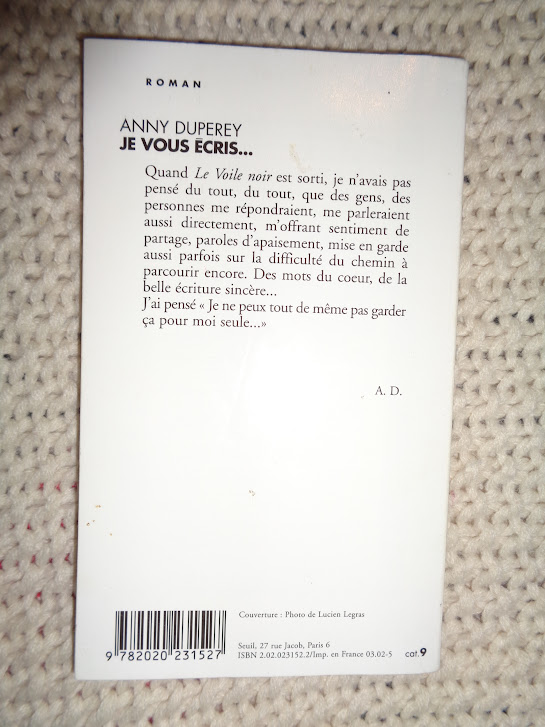 ROMAN
ANNY DUPEREY
JE VOUS ÉCRIS...
Quand Le Voile noir est sorti, je n'avais pas
pensé du tout, du tout, que des gens, des
personnes me répondraient, me parleraient
aussi directement, m'offrant sentiment de
partage, paroles d'apaisement, mise en garde
aussi parfois sur la difficulté du chemin à
parcourir encore. Des mots du coeur, de la
belle écriture sincère...
J'ai pensé « Je ne peux tout de même pas garder
ça pour moi seule...»
A. D.
Couverture : Photo de Lucien Legras
Seuil, 27 rue Jacob, Paris 6
ISBN 2.02.023152.2/Imp. en France 03.02-5
cat.9
9 782020 231527